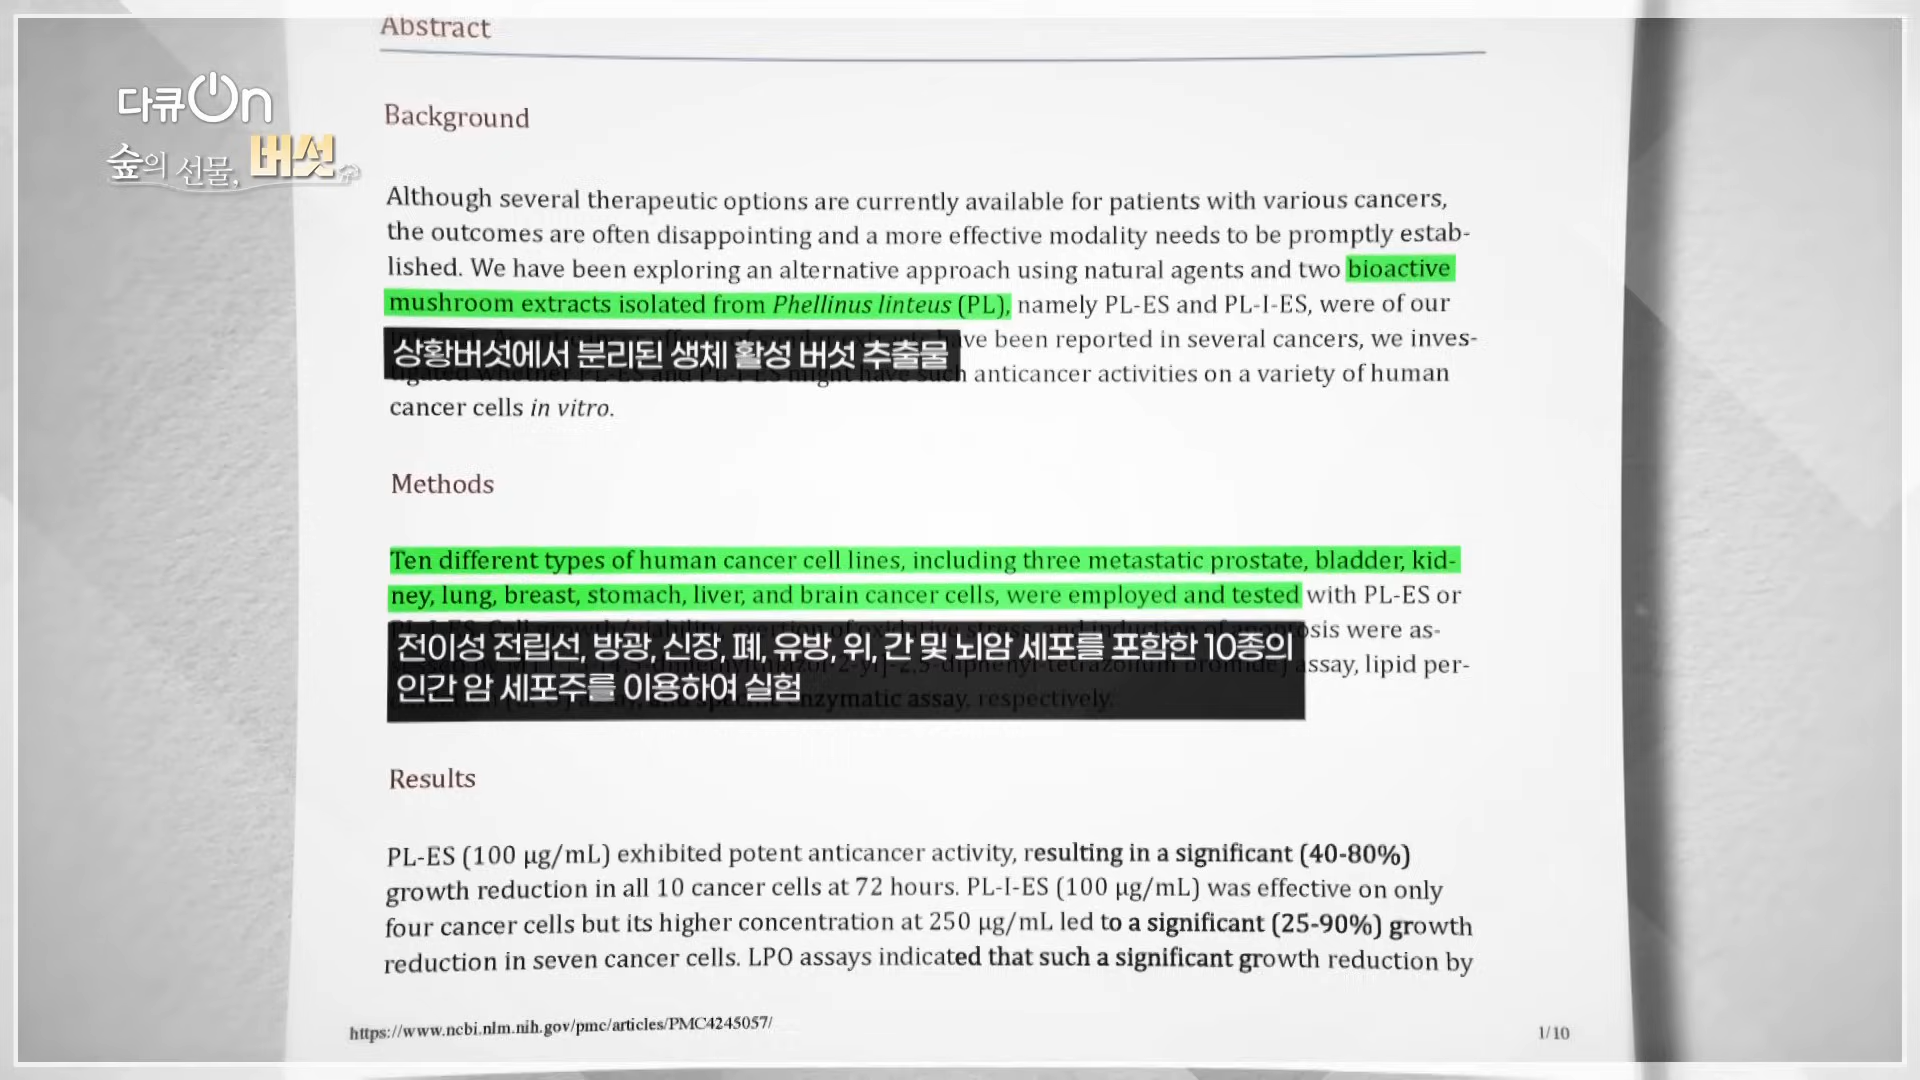 Abstract
다큐On
숲의 선물, 버섯
Background
Although several therapeutic options are currently available for patients with various cancers,
the outcomes are often disappointing and a more effective modality needs to be promptly estab-
lished. We have been exploring an alternative approach using natural agents and two bioactive
mushroom extracts isolated from Phellinus linteus (PL), namely PL-ES and PL-I-ES, were of our
have been reported in several cancers, we inves-
상황버섯에서 분리된 생체 활성 버섯 추출물
such anticancer activities on a variety of human
cancer cells in vitro.
Methods
Ten different types of human cancer cell lines, including three metastatic prostate, bladder, kid-
ney, lung, breast, stomach, liver, and brain cancer cells, were employed and tested with PL-ES or
were as-
전이성 전립선, 방광, 신장, 폐, 유방, 위, 간 및 뇌암 세포를 포함한 10종의
assay, lipid per-
인간 암 세포주를 이용하여 실험
enzymatic assay, respectively.
Results
PL-ES (100 µg/mL) exhibited potent anticancer activity, resulting in a significant (40-80%)
growth reduction in all 10 cancer cells at 72 hours. PL-I-ES (100 µg/mL) was effective on only
four cancer cells but its higher concentration at 250 µg/mL led to a significant (25-90%) growth
reduction in seven cancer cells. LPO assays indicated that such a significant growth reduction by
https://www.ncbi.nlm.nih.gov/pmc/articles/PMC4245057/
1/10